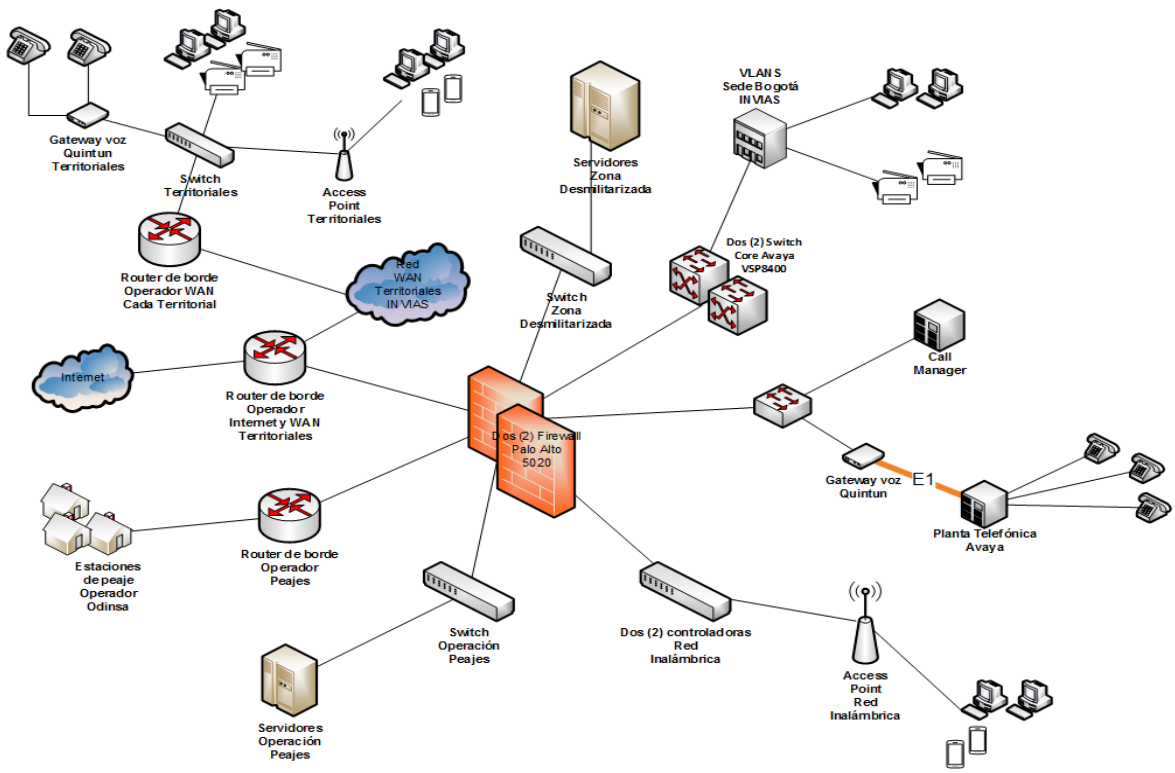 Gateway voz
Quintun
Territoriales
Switch
Territoriales
Access
Point
Territoriales
Servidores
Zona
Desmilitarizada
VLANS
Sede Bogotá
INVIAS
Router de borde
Operador WAN
Cada Territorial
Red
WAN
Territoriales
INVIAS
Switch
Zona
Desmilitarizada
Dos (2) Switch
Core Avaya
VSP8400
Call
Manager
Internet
Router de borde
Operador
Internet y WAN
Territoriales
Dos (2) Firewall
Palo Alto
5020
Gateway voz
Quintun
E1
Planta Telefónica
Avaya
Estaciones
de peaje
Operador
Odinsa
Router de borde
Operador
Peajes
Switch
Operación
Peajes
Dos (2) controladoras
Red
Inalámbrica
Access
Point
Red
Inalámbrica
Servidores
Operación
Peajes